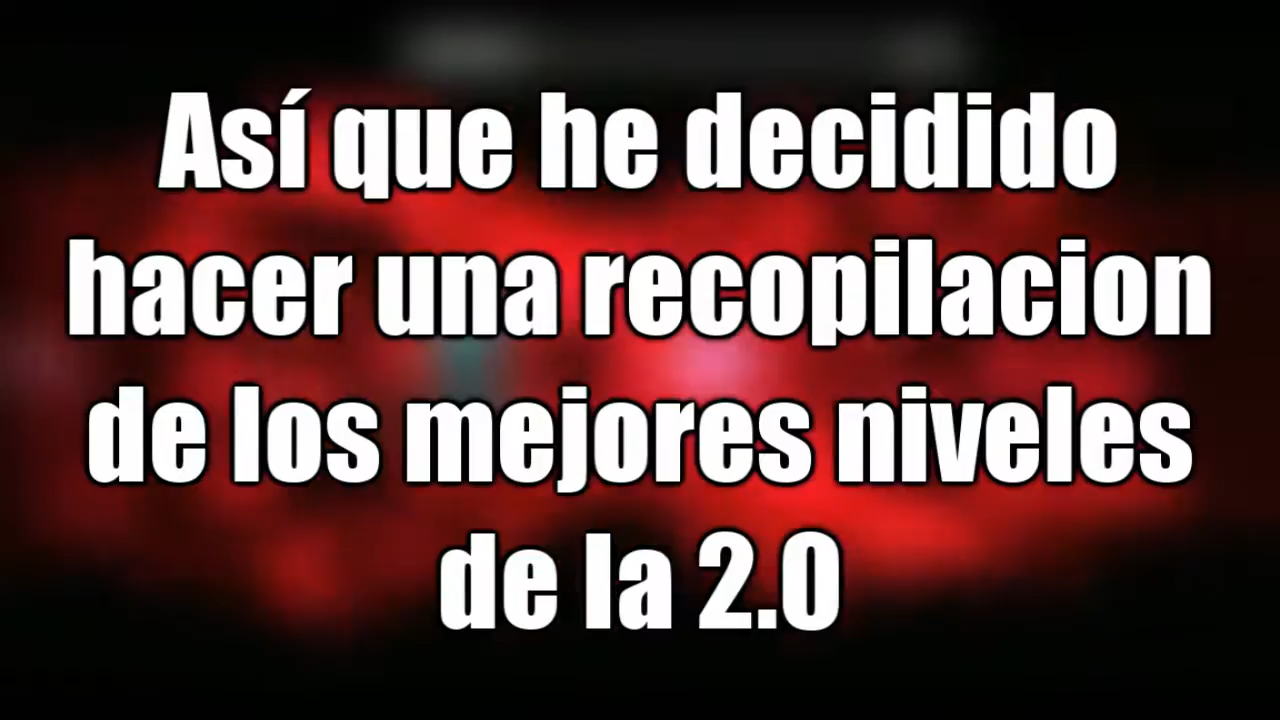 Así que he decidido
hacer una recopilacion
de los mejores niveles
de la 2.0